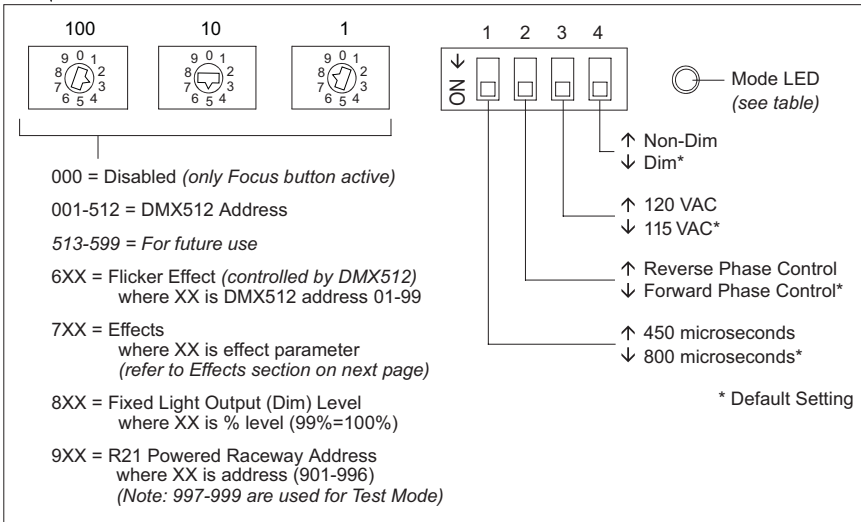 100 10 1
9 0 1
8 2
7 3
6 5 4
9 0 1
8 2
7 3
6 5 4
9 0 1
8 2
7 3
6 5 4
000 = Disabled (only Focus button active)
001-512 = DMX512 Address
513-599 = For future use
6XX = Flicker Effect (controlled by DMX512)
where XX is DMX512 address 01-99
7XX = Effects
where XX is effect parameter
(refer to Effects section on next page)
8XX = Fixed Light Output (Dim) Level
where XX is % level (99%=100%)
9XX = R21 Powered Raceway Address
where XX is address (901-996)
(Note: 997-999 are used for Test Mode)
1 2 3 4
ON ↓
Mode LED
(see table)
↑ Non-Dim
↓ Dim*
↑ 120 VAC
↓ 115 VAC*
↑ Reverse Phase Control
↓ Forward Phase Control*
↑ 450 microseconds
↓ 800 microseconds*
* Default Setting